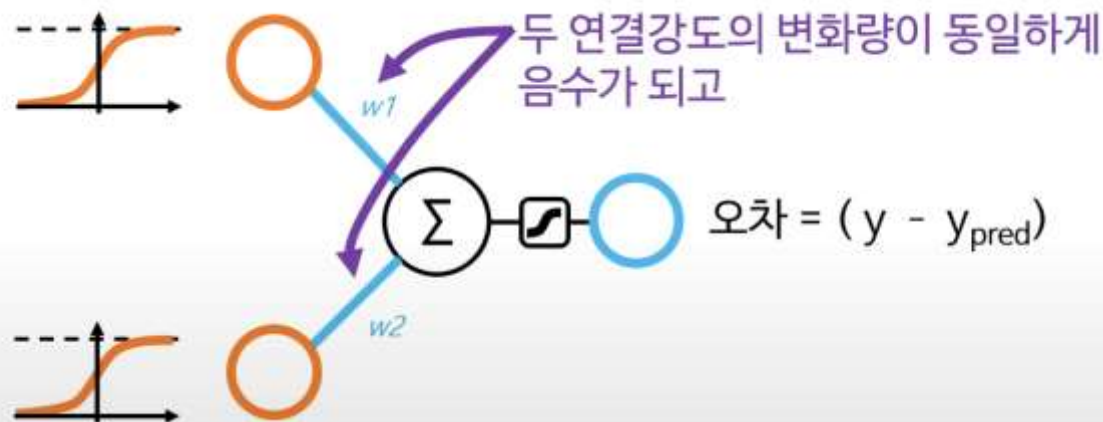 두 연결강도의 변화량이 동일하게
음수가 되고
w1
Σ
오차 = ( y - y_pred)
w2